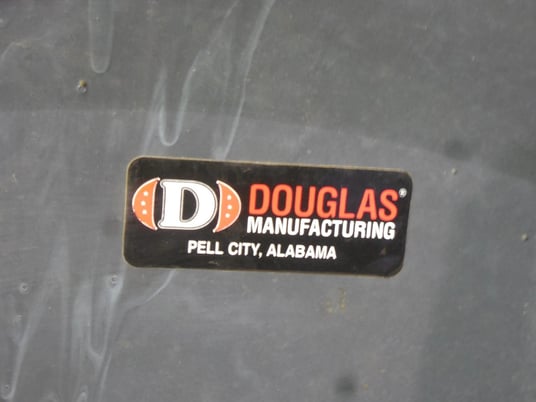 D DOUGLAS®
MANUFACTURING
PELL CITY, ALABAMA